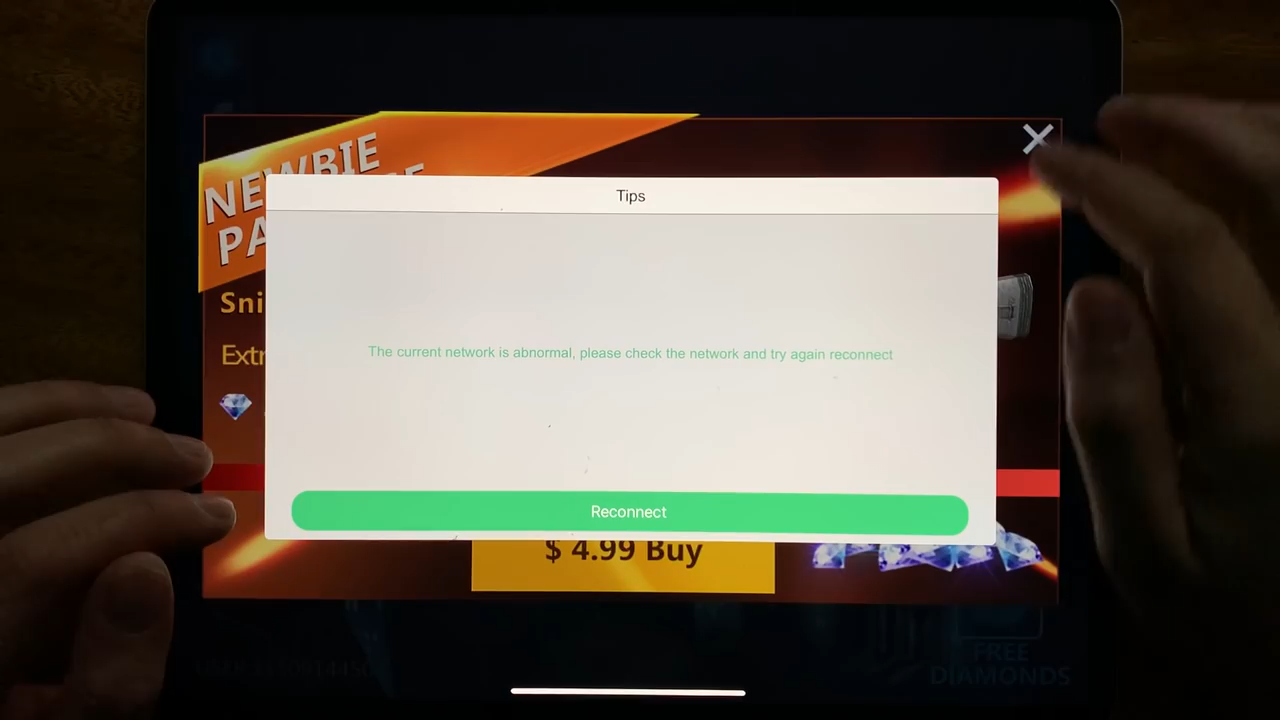 NEWBIE
PA
Tips
Sni
Extr
The current network is abnormal, please check the network and try again reconnect
Reconnect
$ 4.99 Buy
FREE
DIAMONDS